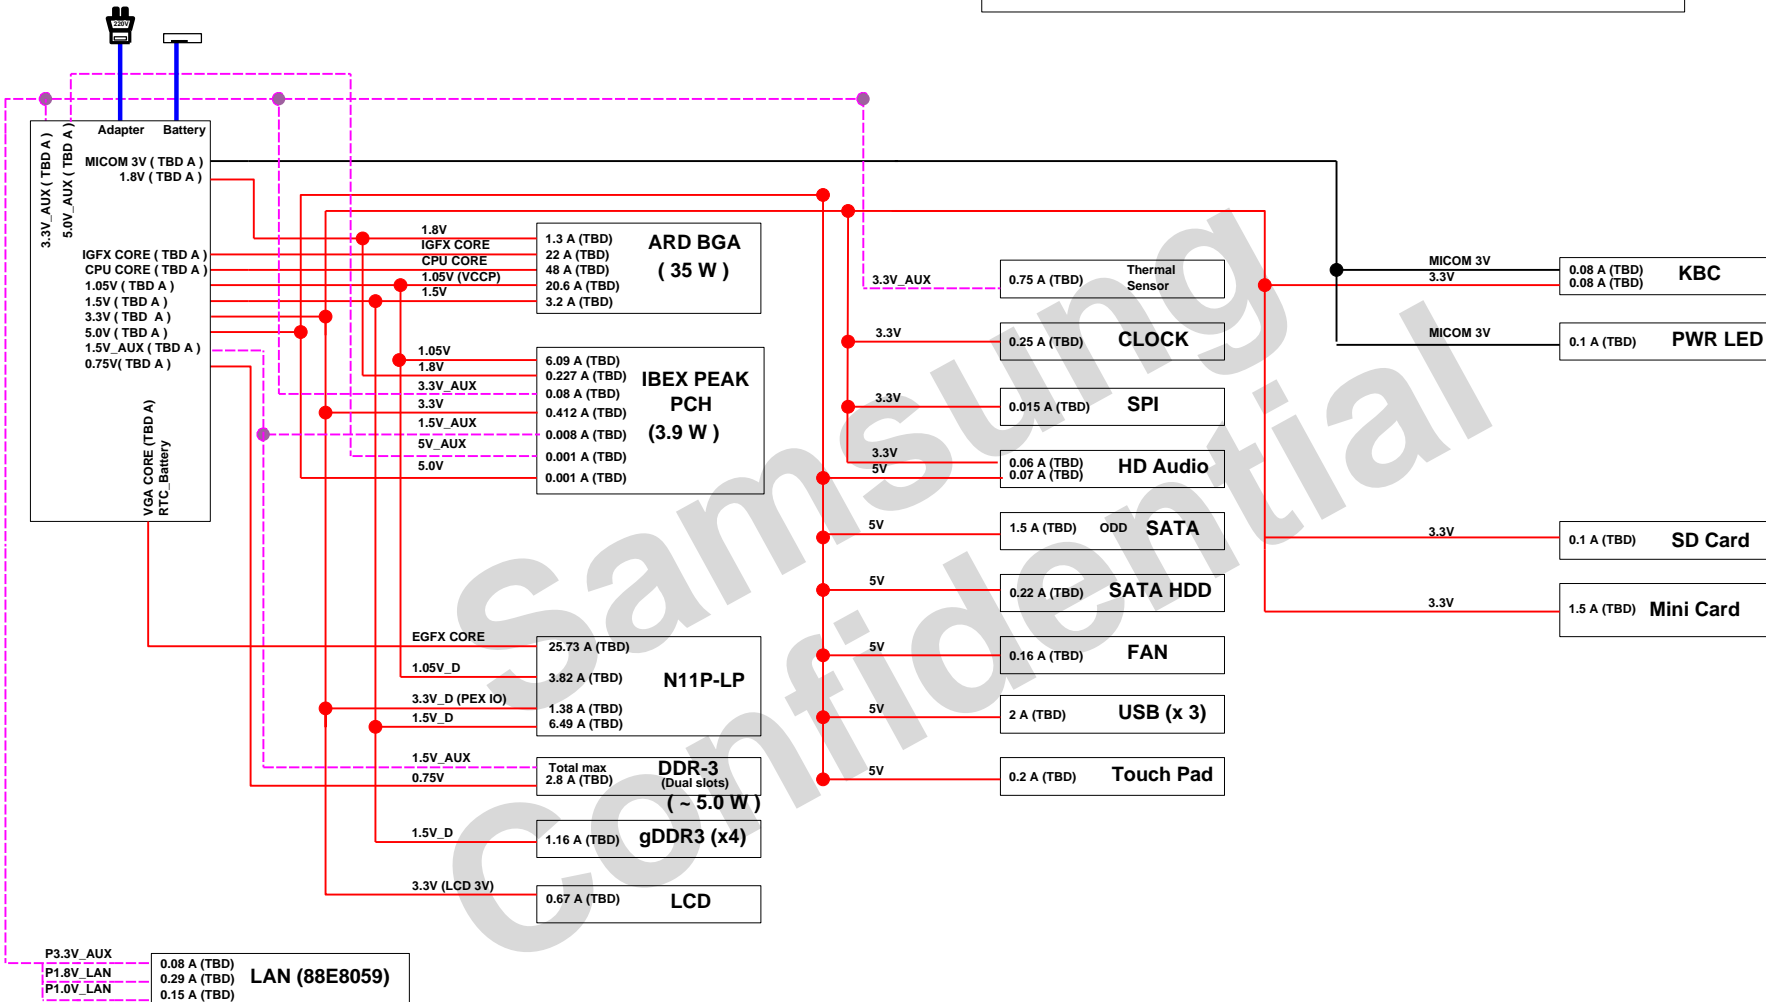 220V
Adapter
Battery
3.3V_AUX ( TBD A )
5.0V_AUX ( TBD A )
MICOM 3V ( TBD A )
1.8V ( TBD A )
IGFX CORE ( TBD A )
CPU CORE ( TBD A )
1.05V ( TBD A )
1.5V ( TBD A )
3.3V ( TBD A )
5.0V ( TBD A )
1.5V_AUX ( TBD A )
0.75V( TBD A )
VGA CORE (TBD A)
RTC_Battery
1.8V
IGFX CORE
CPU CORE
1.05V (VCCP)
1.5V
1.3 A (TBD)
22 A (TBD)
48 A (TBD)
20.6 A (TBD)
3.2 A (TBD)
ARD BGA
( 35 W )
1.05V
1.8V
3.3V_AUX
3.3V
1.5V_AUX
5V_AUX
5.0V
6.09 A (TBD)
0.227 A (TBD)
0.08 A (TBD)
0.412 A (TBD)
0.008 A (TBD)
0.001 A (TBD)
0.001 A (TBD)
IBEX PEAK
PCH
(3.9 W )
EGFX CORE
1.05V_D
3.3V_D (PEX IO)
1.5V_D
25.73 A (TBD)
3.82 A (TBD)
1.38 A (TBD)
6.49 A (TBD)
N11P-LP
1.5V_AUX
0.75V
Total max
2.8 A (TBD)
DDR-3
(Dual slots)
( ~ 5.0 W )
1.5V_D
1.16 A (TBD)
gDDR3 (x4)
3.3V (LCD 3V)
0.67 A (TBD)
LCD
P3.3V_AUX
P1.8V_LAN
P1.0V_LAN
0.08 A (TBD)
0.29 A (TBD)
0.15 A (TBD)
LAN (88E8059)
3.3V_AUX
0.75 A (TBD)
Thermal
Sensor
3.3V
0.25 A (TBD)
CLOCK
3.3V
0.015 A (TBD)
SPI
3.3V
5V
0.06 A (TBD)
0.07 A (TBD)
HD Audio
5V
1.5 A (TBD)
ODD
SATA
5V
0.22 A (TBD)
SATA HDD
5V
0.16 A (TBD)
FAN
5V
2 A (TBD)
USB (x 3)
5V
0.2 A (TBD)
Touch Pad
MICOM 3V
3.3V
0.08 A (TBD)
0.08 A (TBD)
KBC
MICOM 3V
0.1 A (TBD)
PWR LED
3.3V
0.1 A (TBD)
SD Card
3.3V
1.5 A (TBD)
Mini Card
Samsung
Confidential